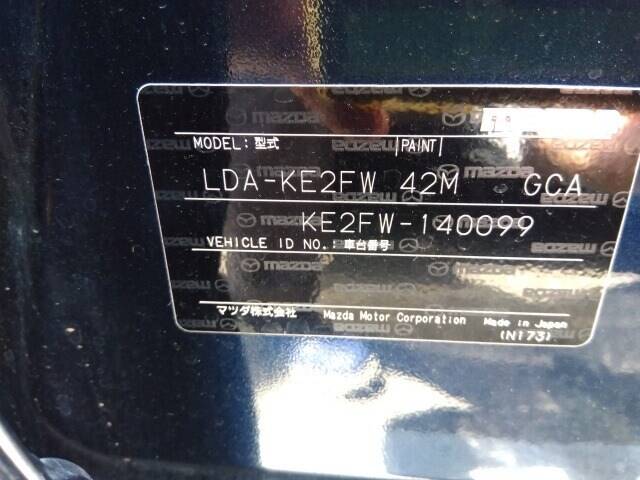 MODEL: 型式 |PAINT|
LDA-KE2FW 42M GCA
KE2FW-140099
VEHICLE ID NO.: 車台番号
マツダ株式会社 Mazda Motor Corporation Made in Japan
(N173)